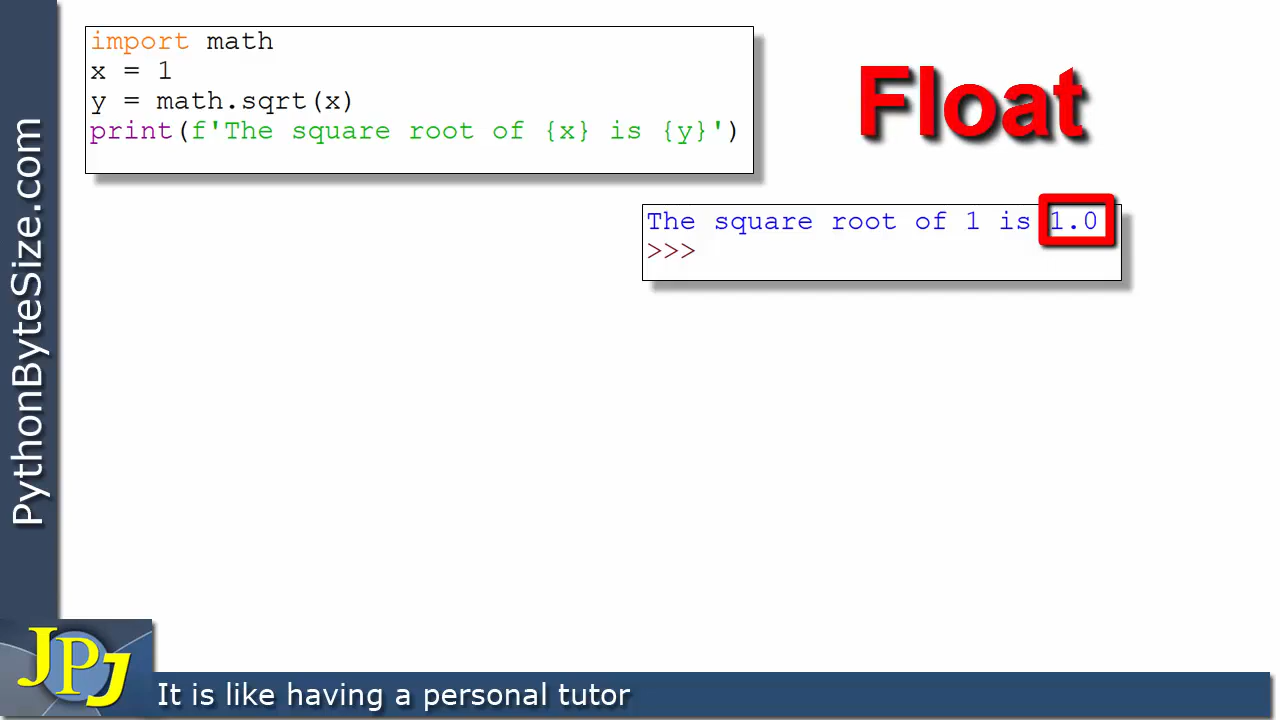 import math
x = 1
y = math.sqrt(x)
print(f'The square root of {x} is {y}')
Float
The square root of 1 is 1.0
>>>
PythonByteSize.com
JPJ
It is like having a personal tutor